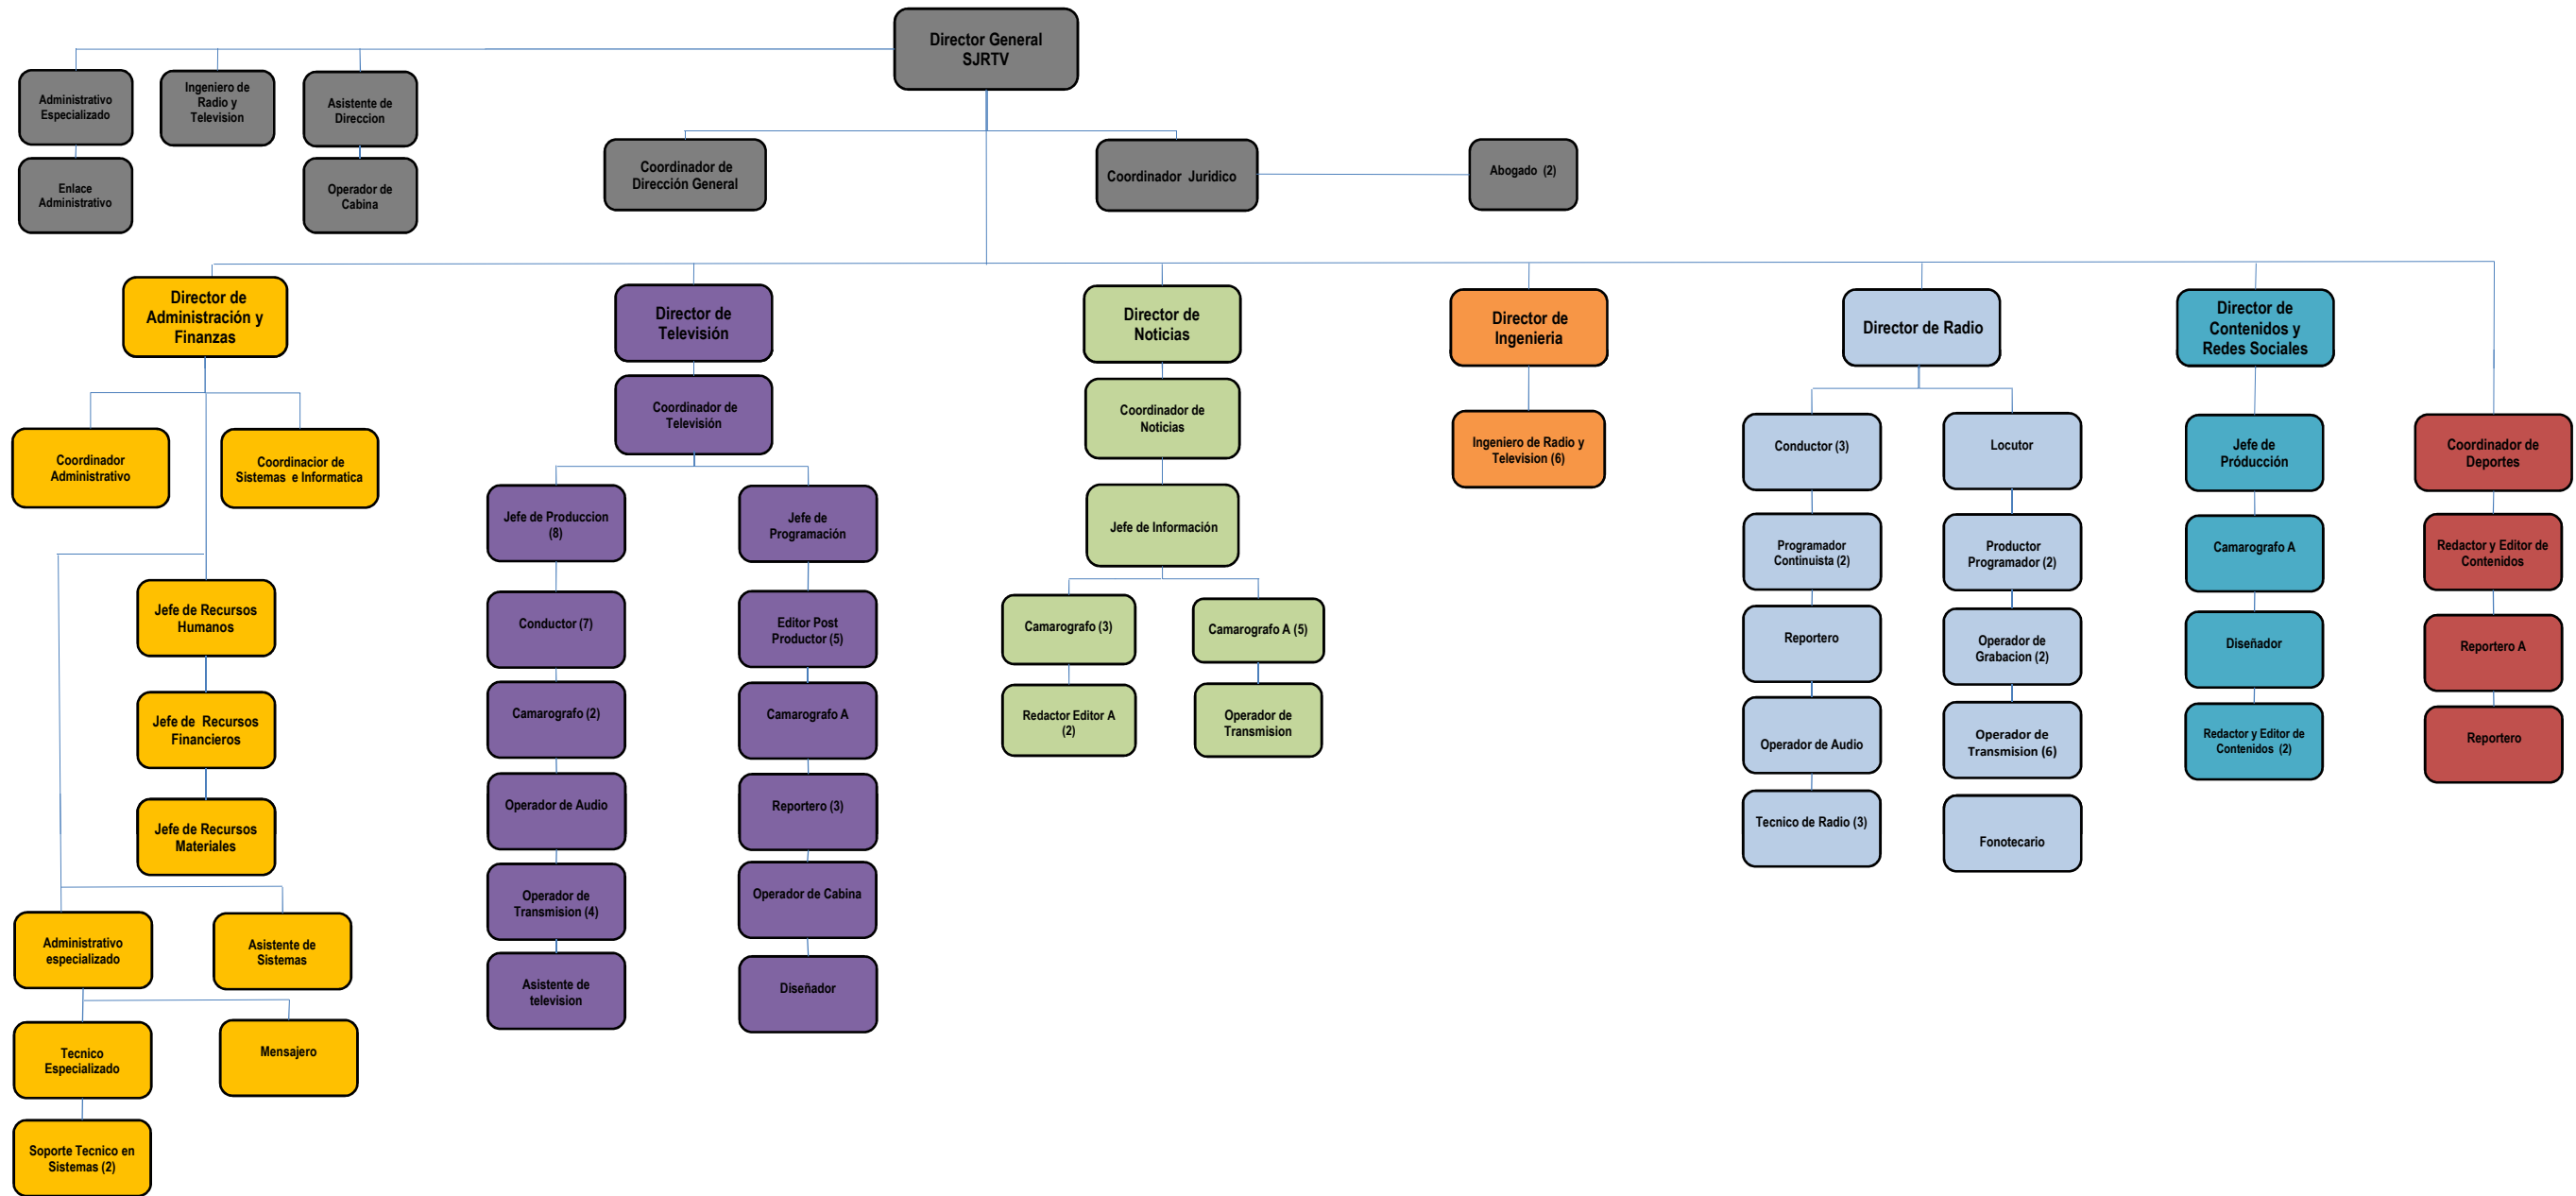 Director General
SJRTV
Administrativo
Especializado
Ingeniero de
Radio y
Television
Asistente de
Direccion
Enlace
Administrativo
Operador de
Cabina
Coordinador de
Dirección General
Coordinador  Juridico
Abogado  (2)
Director de
Administración y
Finanzas
Director de
Televisión
Director de
Noticias
Director de
Ingenieria
Director de Radio
Director de
Contenidos y
Redes Sociales
Coordinador
Administrativo
Coordinacior de
Sistemas  e Informatica
Jefe de Recursos
Humanos
Jefe de  Recursos
Financieros
Jefe de Recursos
Materiales
Administrativo
especializado
Asistente de
Sistemas
Tecnico
Especializado
Mensajero
Soporte Tecnico en
Sistemas (2)
Coordinador de
Televisión
Jefe de Produccion
(8)
Conductor (7)
Camarografo (2)
Operador de Audio
Operador de
Transmision (4)
Asistente de
television
Jefe de
Programación
Editor Post
Productor (5)
Camarografo A
Reportero (3)
Operador de Cabina
Diseñador
Coordinador de
Noticias
Jefe de Información
Camarografo (3)
Redactor Editor A
(2)
Camarografo A (5)
Operador de
Transmision
Ingeniero de Radio y
Television (6)
Conductor (3)
Programador
Continuista (2)
Reportero
Operador de Audio
Tecnico de Radio (3)
Locutor
Productor
Programador (2)
Operador de
Grabacion (2)
Operador de
Transmision (6)
Fonotecario
Jefe de
Próducción
Camarografo A
Diseñador
Redactor y Editor de
Contenidos  (2)
Coordinador de
Deportes
Redactor y Editor de
Contenidos
Reportero A
Reportero